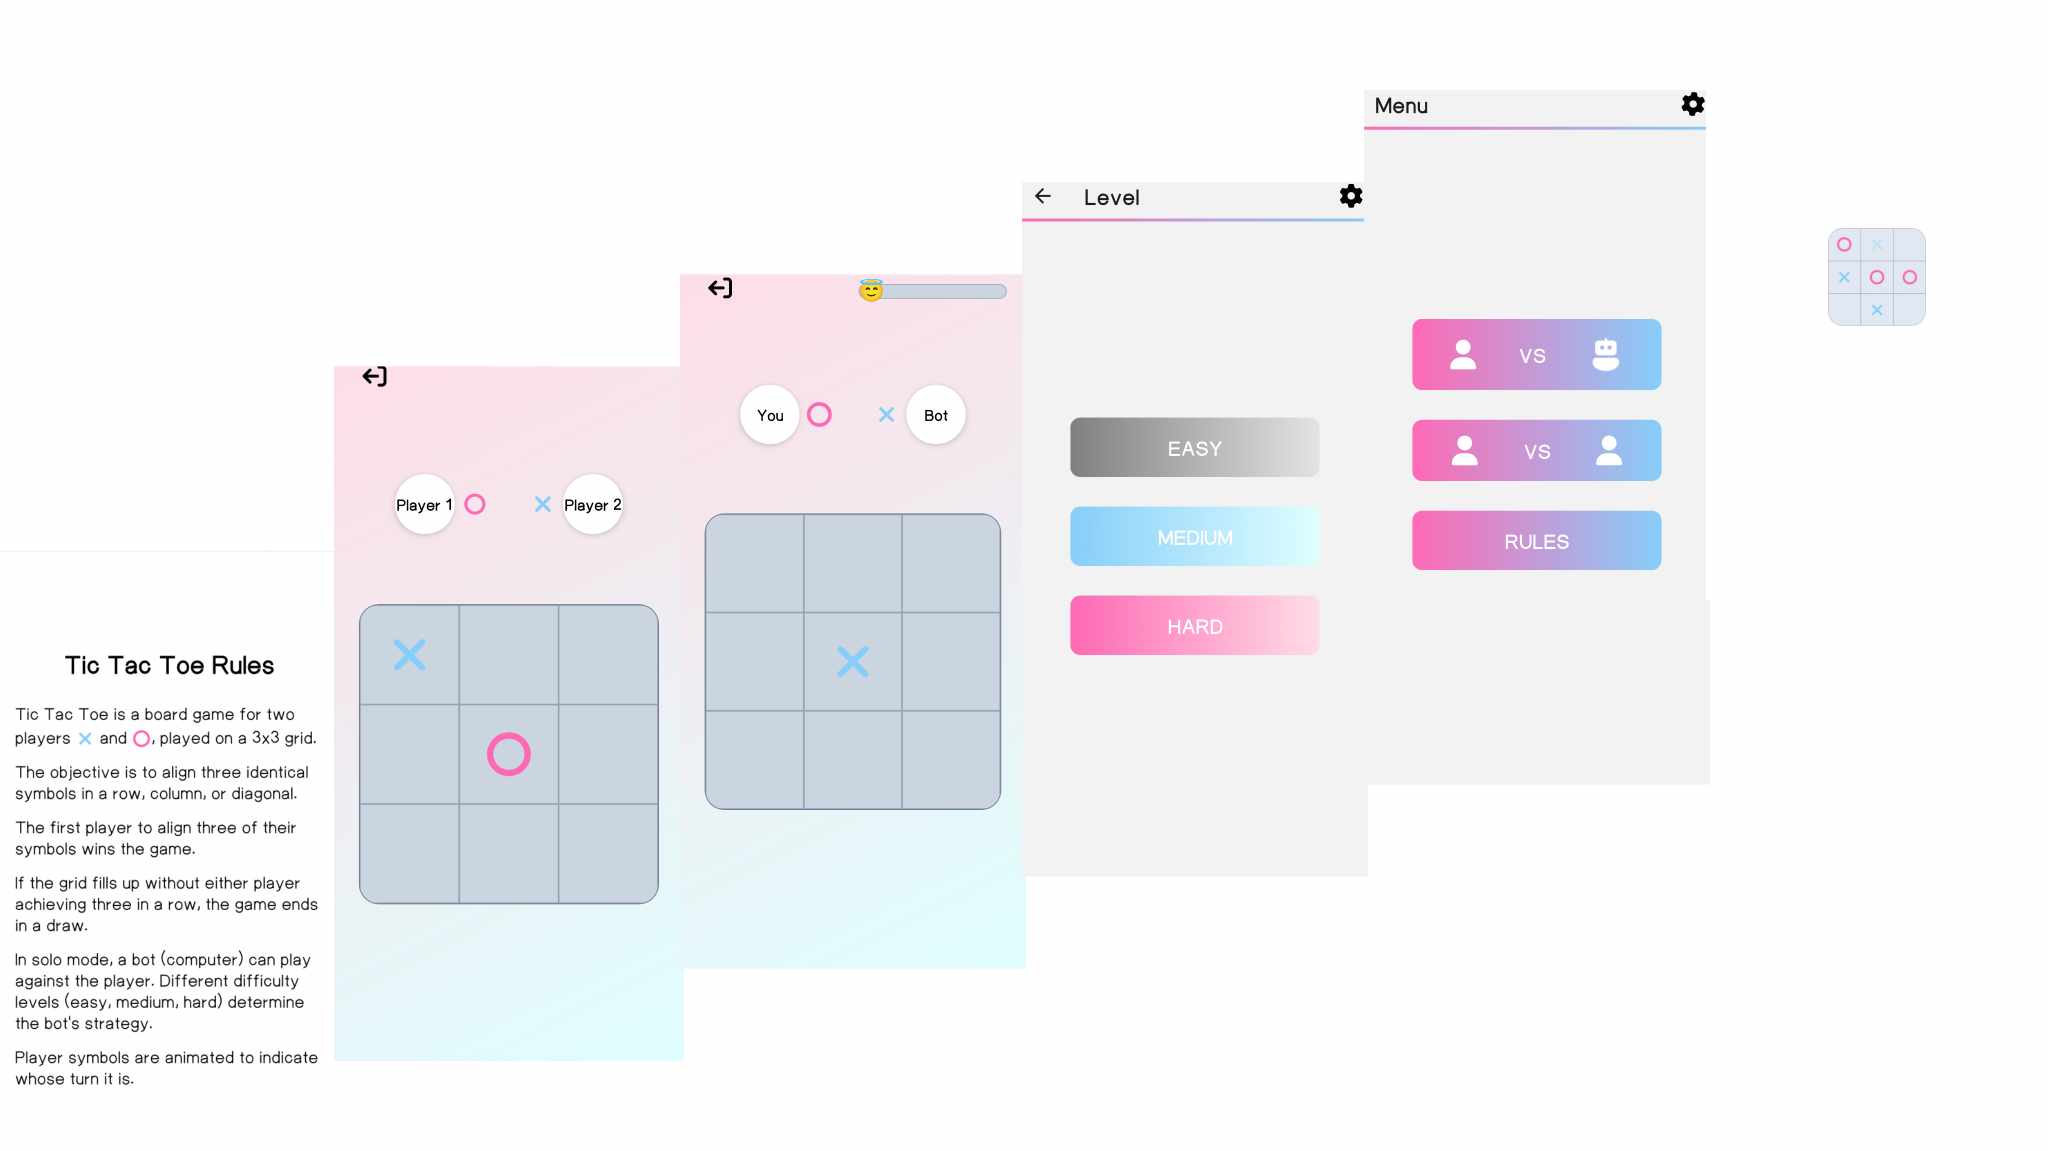 Tic Tac Toe Rules
Tic Tac Toe is a board game for two
players × and ○, played on a 3x3 grid.
The objective is to align three identical
symbols in a row, column, or diagonal.
The first player to align three of their
symbols wins the game.
If the grid fills up without either player
achieving three in a row, the game ends
in a draw.
In solo mode, a bot (computer) can play
against the player. Different difficulty
levels (easy, medium, hard) determine
the bot's strategy.
Player symbols are animated to indicate
whose turn it is.
Player 1
Player 2
You
Bot
Level
EASY
MEDIUM
HARD
Menu
VS
VS
RULES